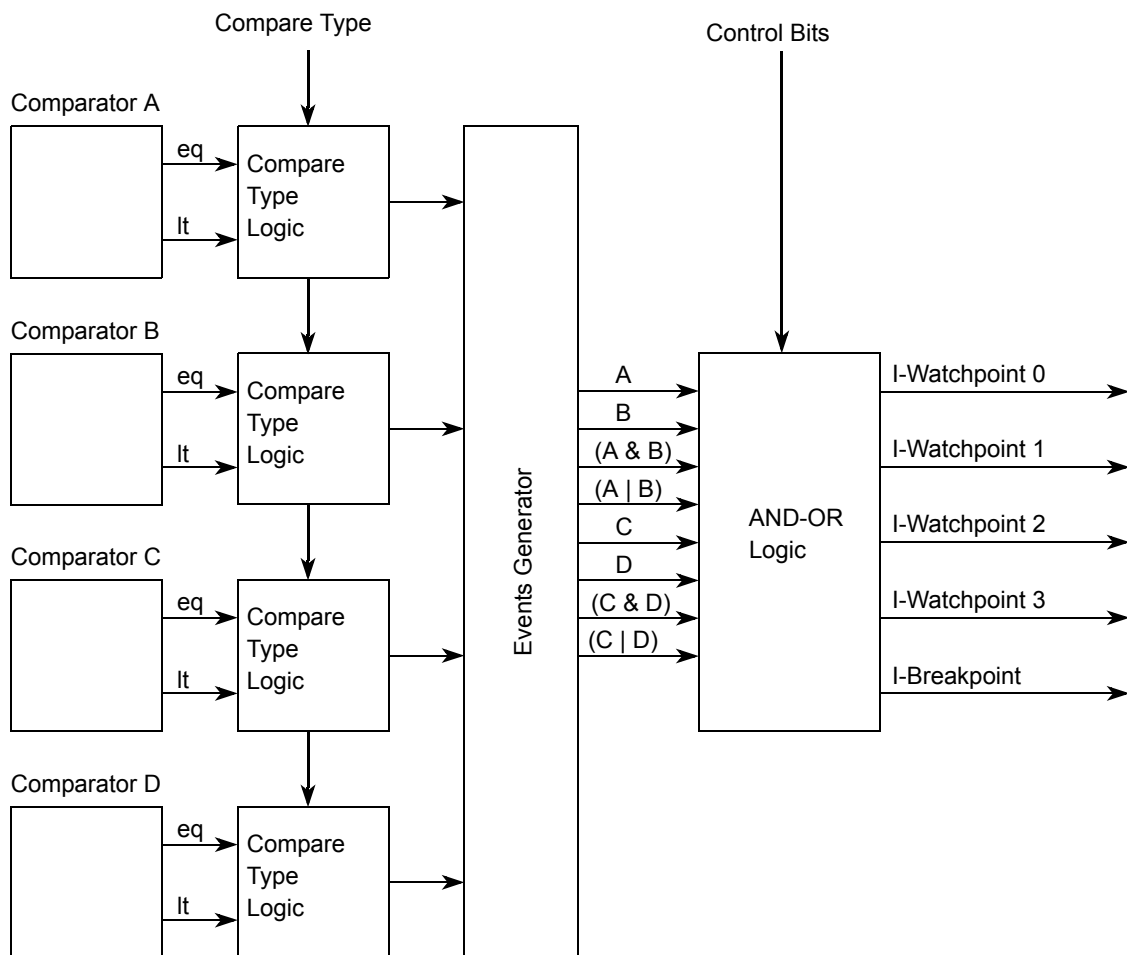 Compare Type
Control Bits
Comparator A
eq
lt
Compare
Type
Logic
Comparator B
eq
lt
Compare
Type
Logic
Comparator C
eq
lt
Compare
Type
Logic
Comparator D
eq
lt
Compare
Type
Logic
Events Generator
A
B
(A & B)
(A | B)
C
D
(C & D)
(C | D)
AND-OR
Logic
I-Watchpoint 0
I-Watchpoint 1
I-Watchpoint 2
I-Watchpoint 3
I-Breakpoint